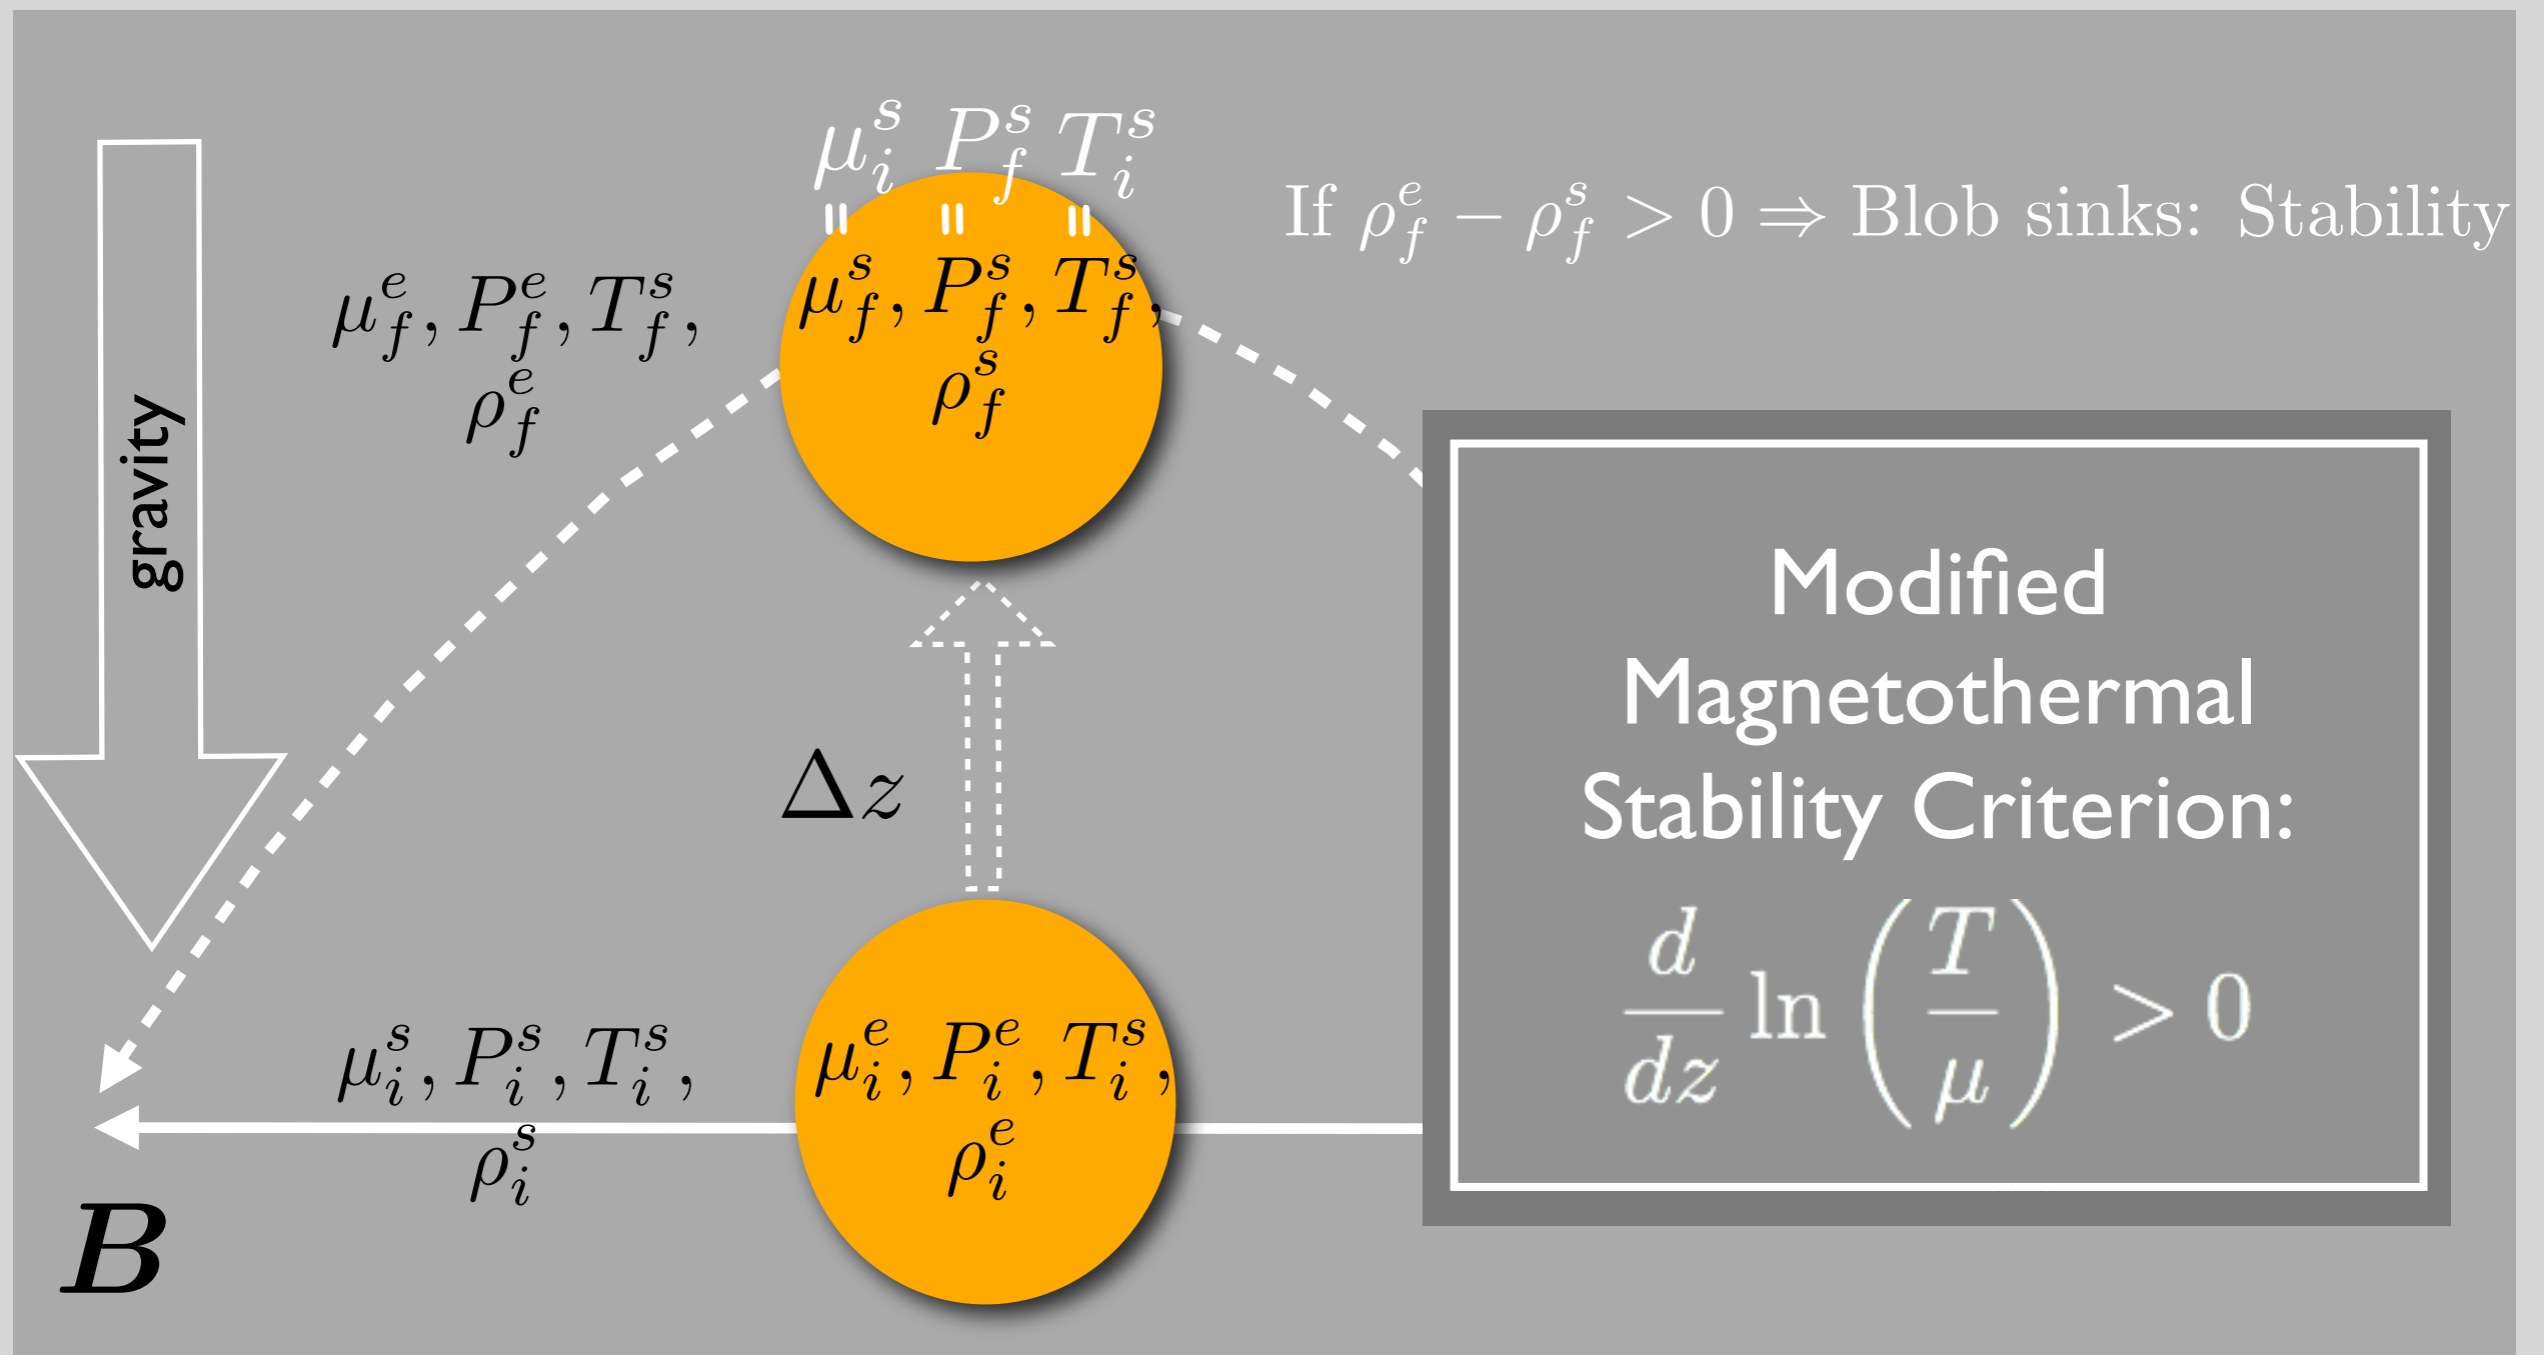 μ_i^s P_f^s T_i^s
= = =
If ρ_f^e − ρ_f^s > 0 ⇒ Blob sinks: Stability
μ_f^e, P_f^e, T_f^s,
ρ_f^e
μ_f^s, P_f^s, T_f^s,
ρ_f^s
gravity
Modified
Magnetothermal
Stability Criterion:
d/dz ln (T/μ) > 0
Δz
μ_i^s, P_i^s, T_i^s,
ρ_i^s
μ_i^e, P_i^e, T_i^s,
ρ_i^e
B